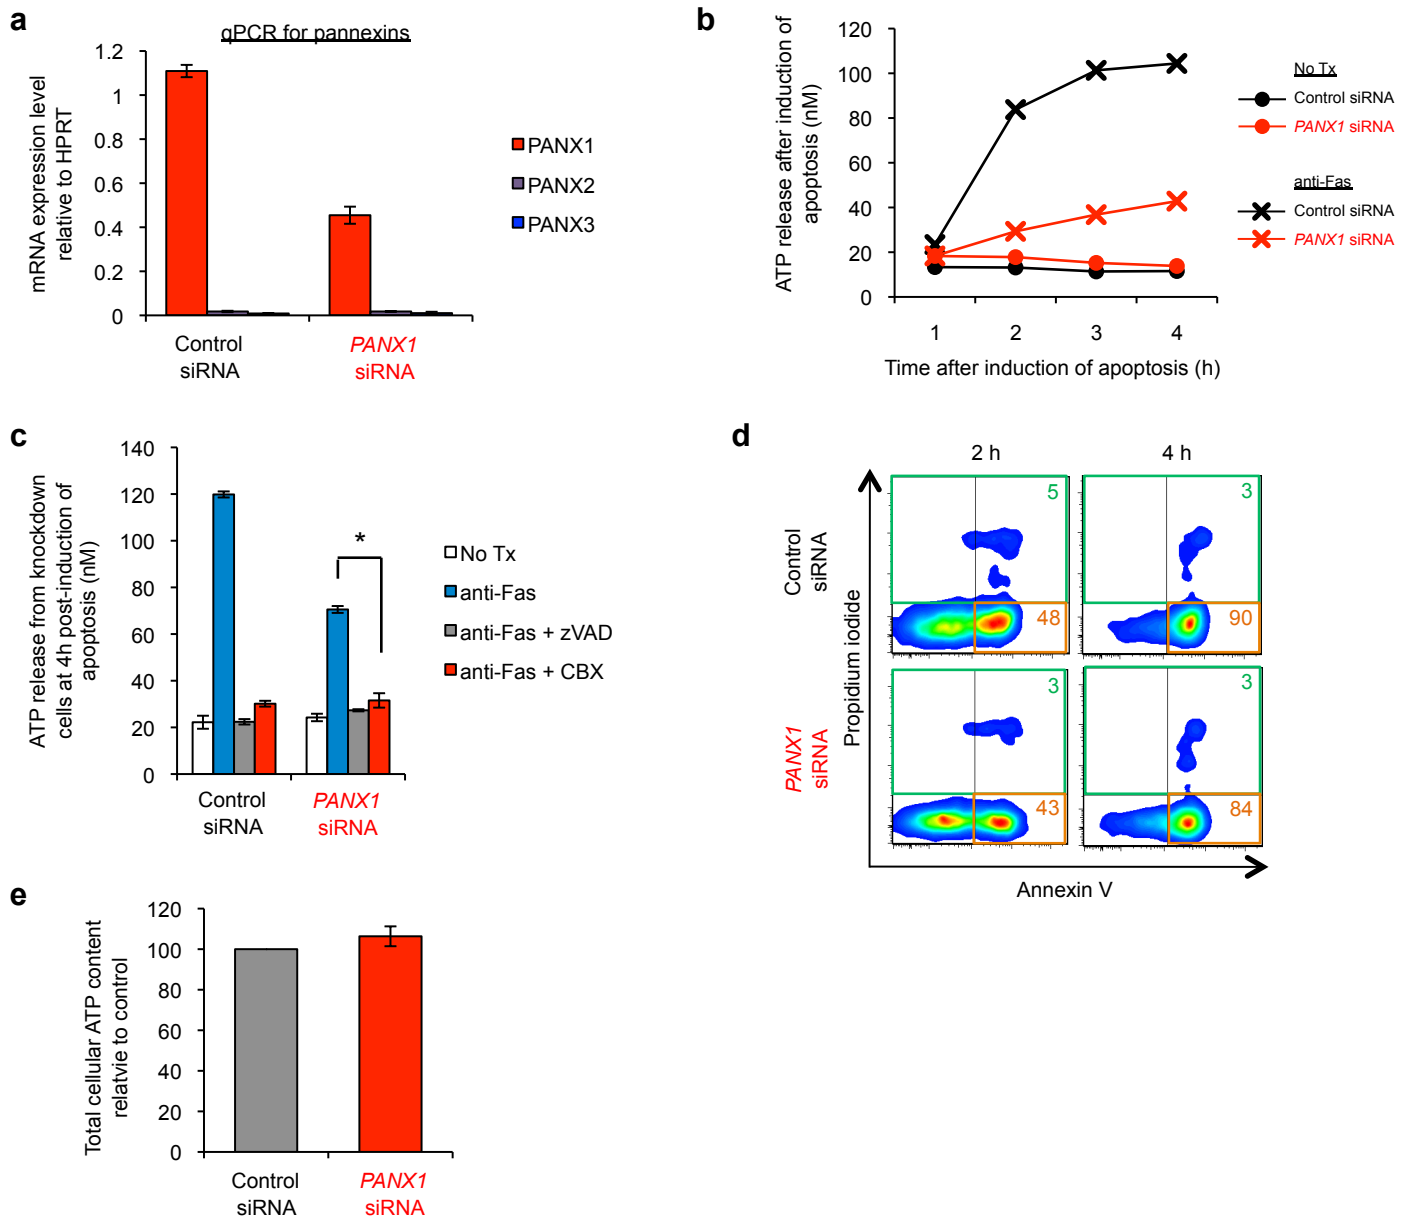 a
qPCR for pannexins
mRNA expression level
relative to HPRT
1.2
1
0.8
0.6
0.4
0.2
0
Control
siRNA
PANX1
siRNA
PANX1
PANX2
PANX3
b
ATP release after induction of
apoptosis (nM)
120
100
80
60
40
20
0
1 2 3 4
Time after induction of apoptosis (h)
No Tx
Control siRNA
PANX1 siRNA
anti-Fas
Control siRNA
PANX1 siRNA
c
ATP release from knockdown
cells at 4h post-induction of
apoptosis (nM)
140
120
100
80
60
40
20
0
*
Control
siRNA
PANX1
siRNA
No Tx
anti-Fas
anti-Fas + zVAD
anti-Fas + CBX
d
2 h 4 h
Control
siRNA
PANX1
siRNA
Propidium iodide
5 3
48 90
3 3
43 84
Annexin V
e
Total cellular ATP content
relatvie to control
120
100
80
60
40
20
0
Control
siRNA
PANX1
siRNA